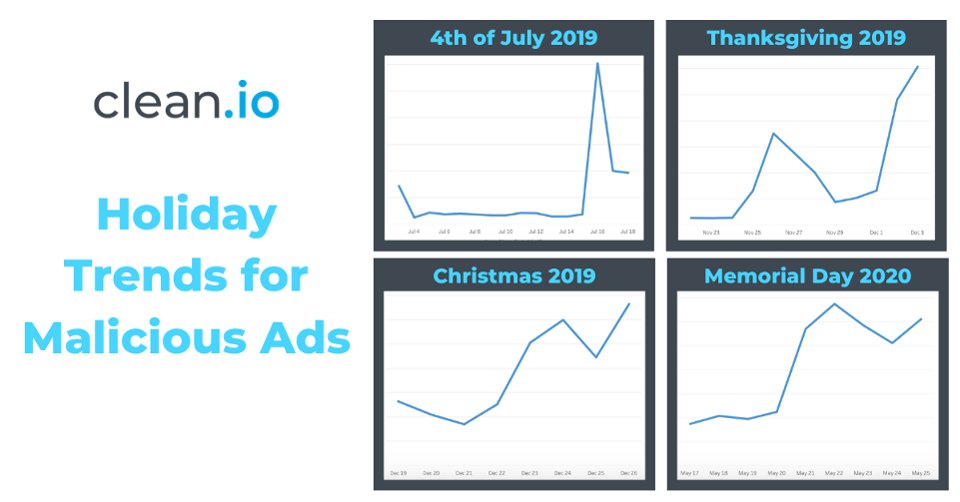 clean.io
Holiday
Trends for
Malicious Ads
4th of July 2019
Jul 4 Jul 6 Jul 8 Jul 10 Jul 12 Jul 14 Jul 16 Jul 18
Thanksgiving 2019
Nov 23 Nov 25 Nov 27 Nov 29 Dec 1 Dec 3
Christmas 2019
Dec 19 Dec 20 Dec 21 Dec 22 Dec 23 Dec 24 Dec 25 Dec 26
Memorial Day 2020
May 17 May 18 May 19 May 20 May 21 May 22 May 23 May 24 May 25